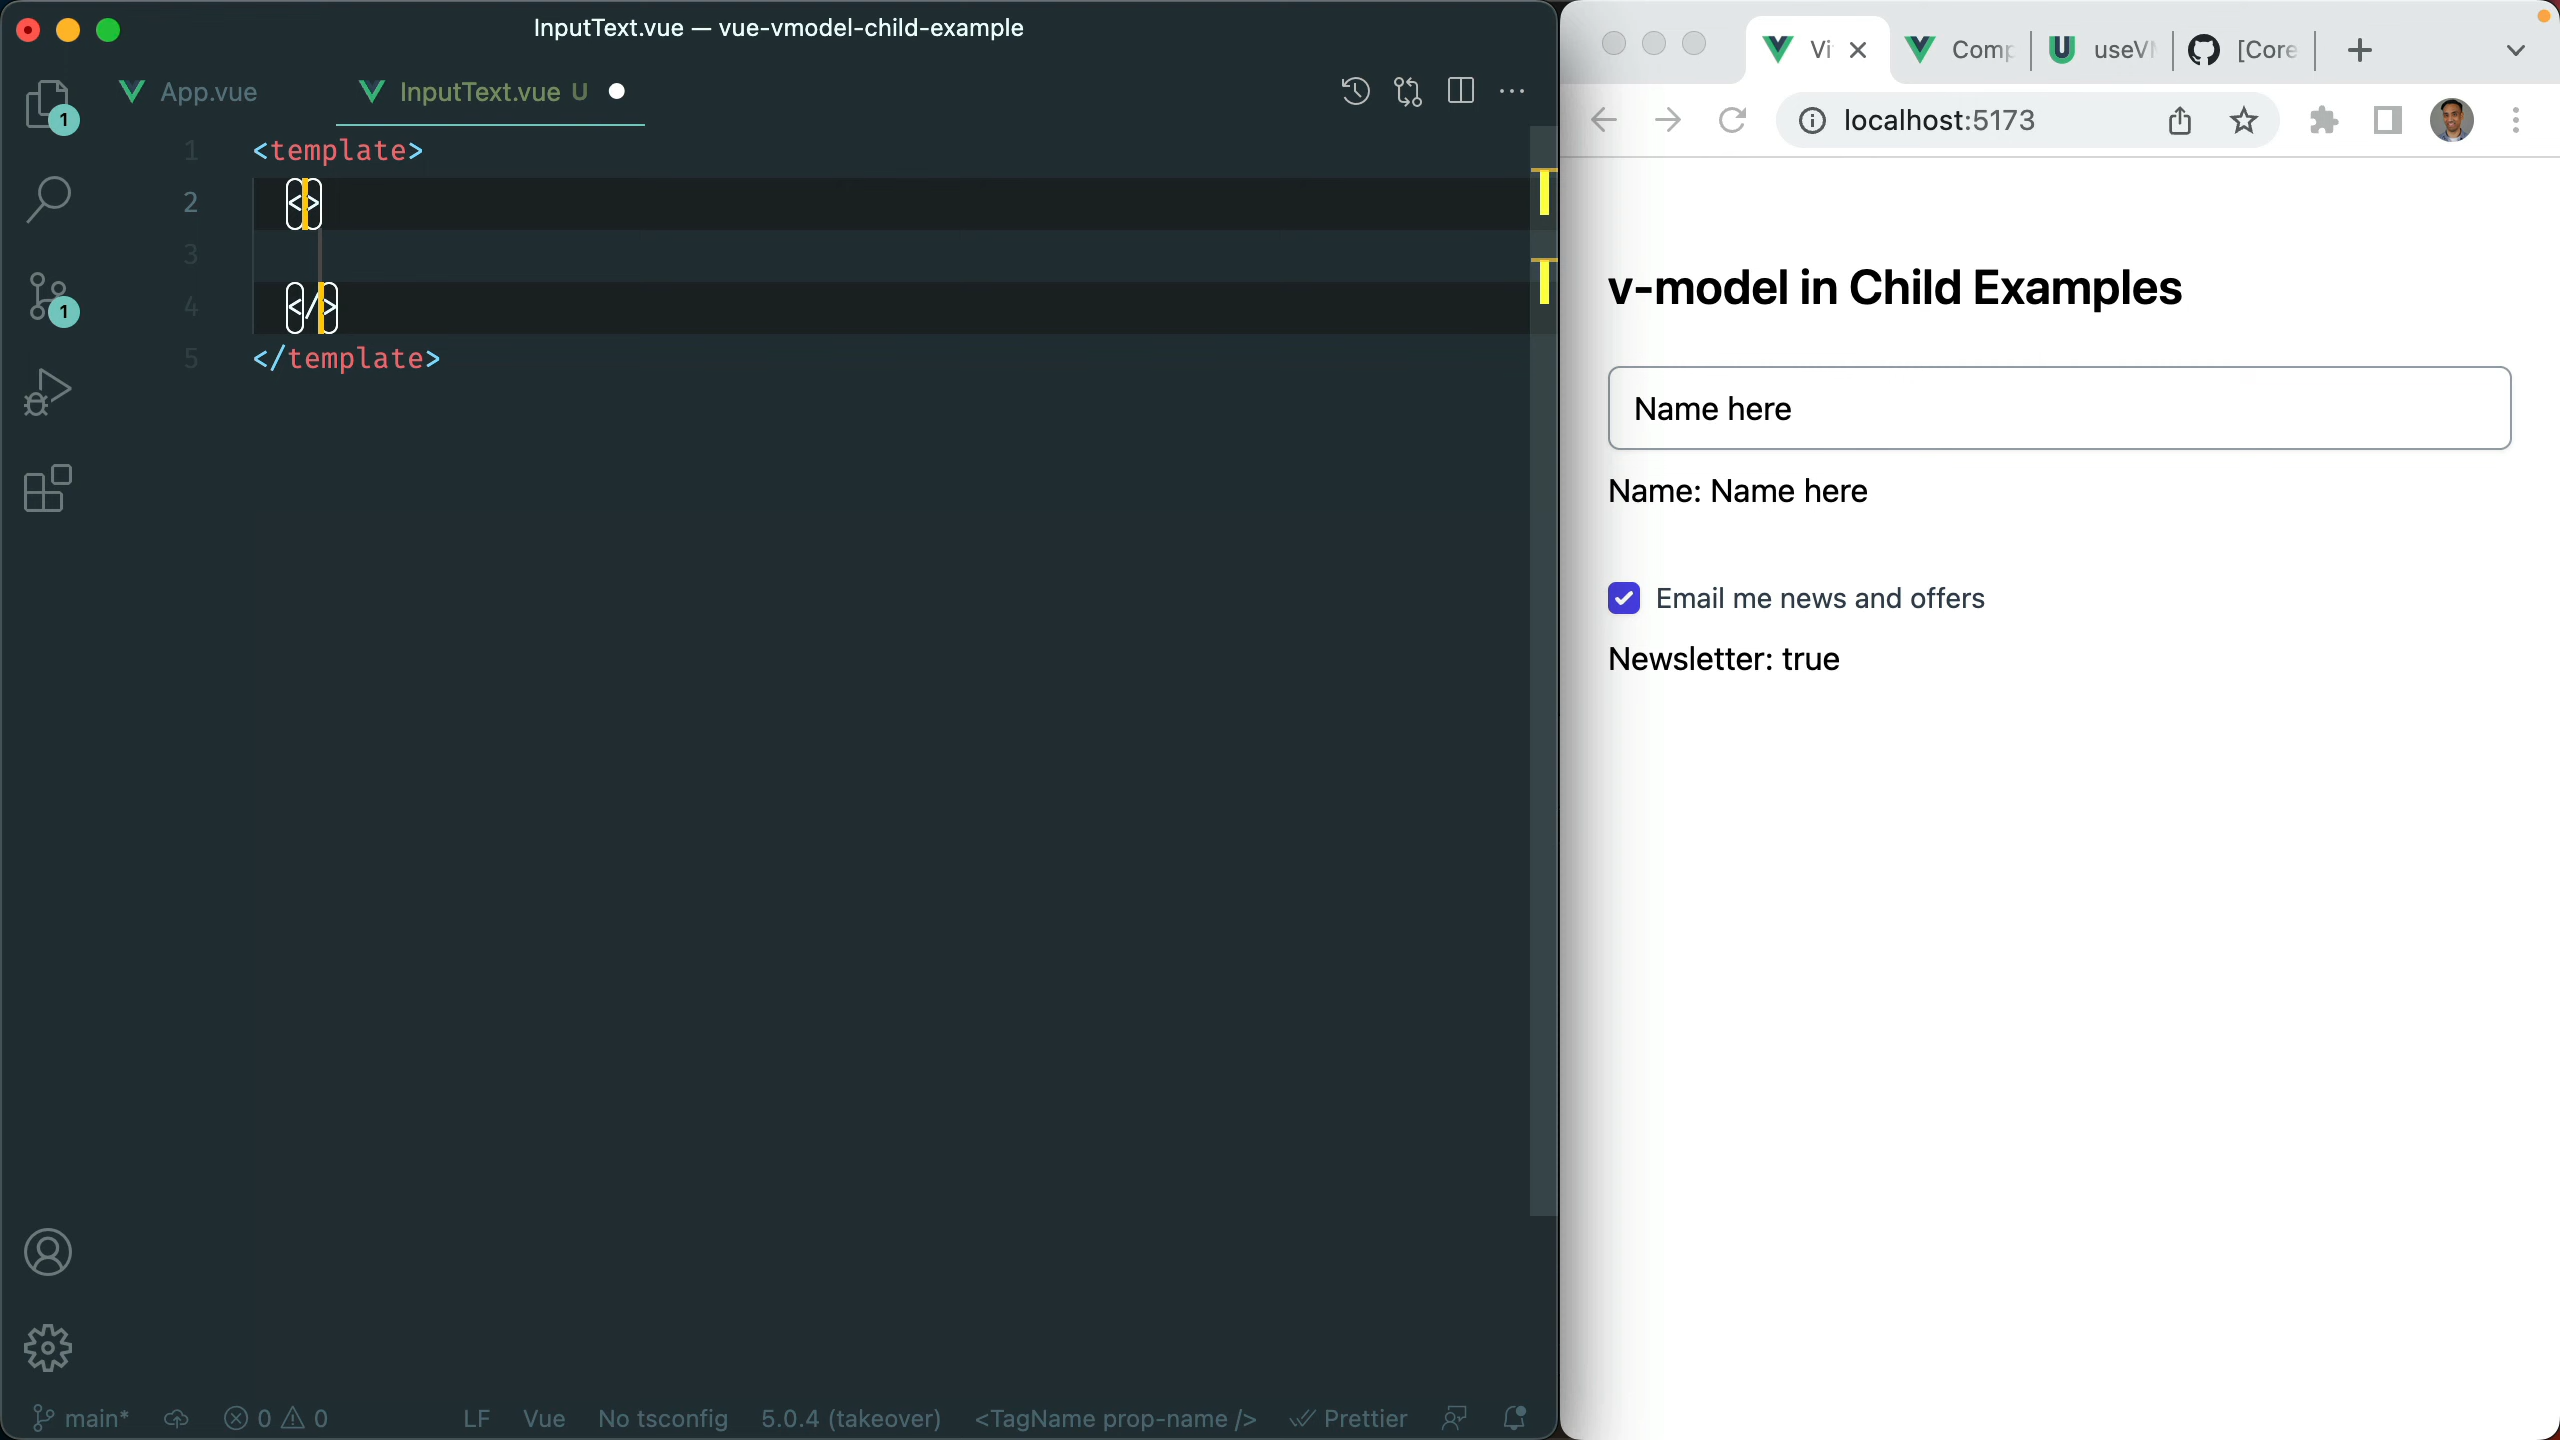 InputText.vue — vue-vmodel-child-example
App.vue
InputText.vue U
1
1
1 <template>
2 <>
3
4 </>
5 </template>
main*
0 0
LF
Vue
No tsconfig
5.0.4 (takeover)
<TagName prop-name />
Prettier
Vi
Comp
useVM
[Core
localhost:5173
v-model in Child Examples
Name here
Name: Name here
Email me news and offers
Newsletter: true